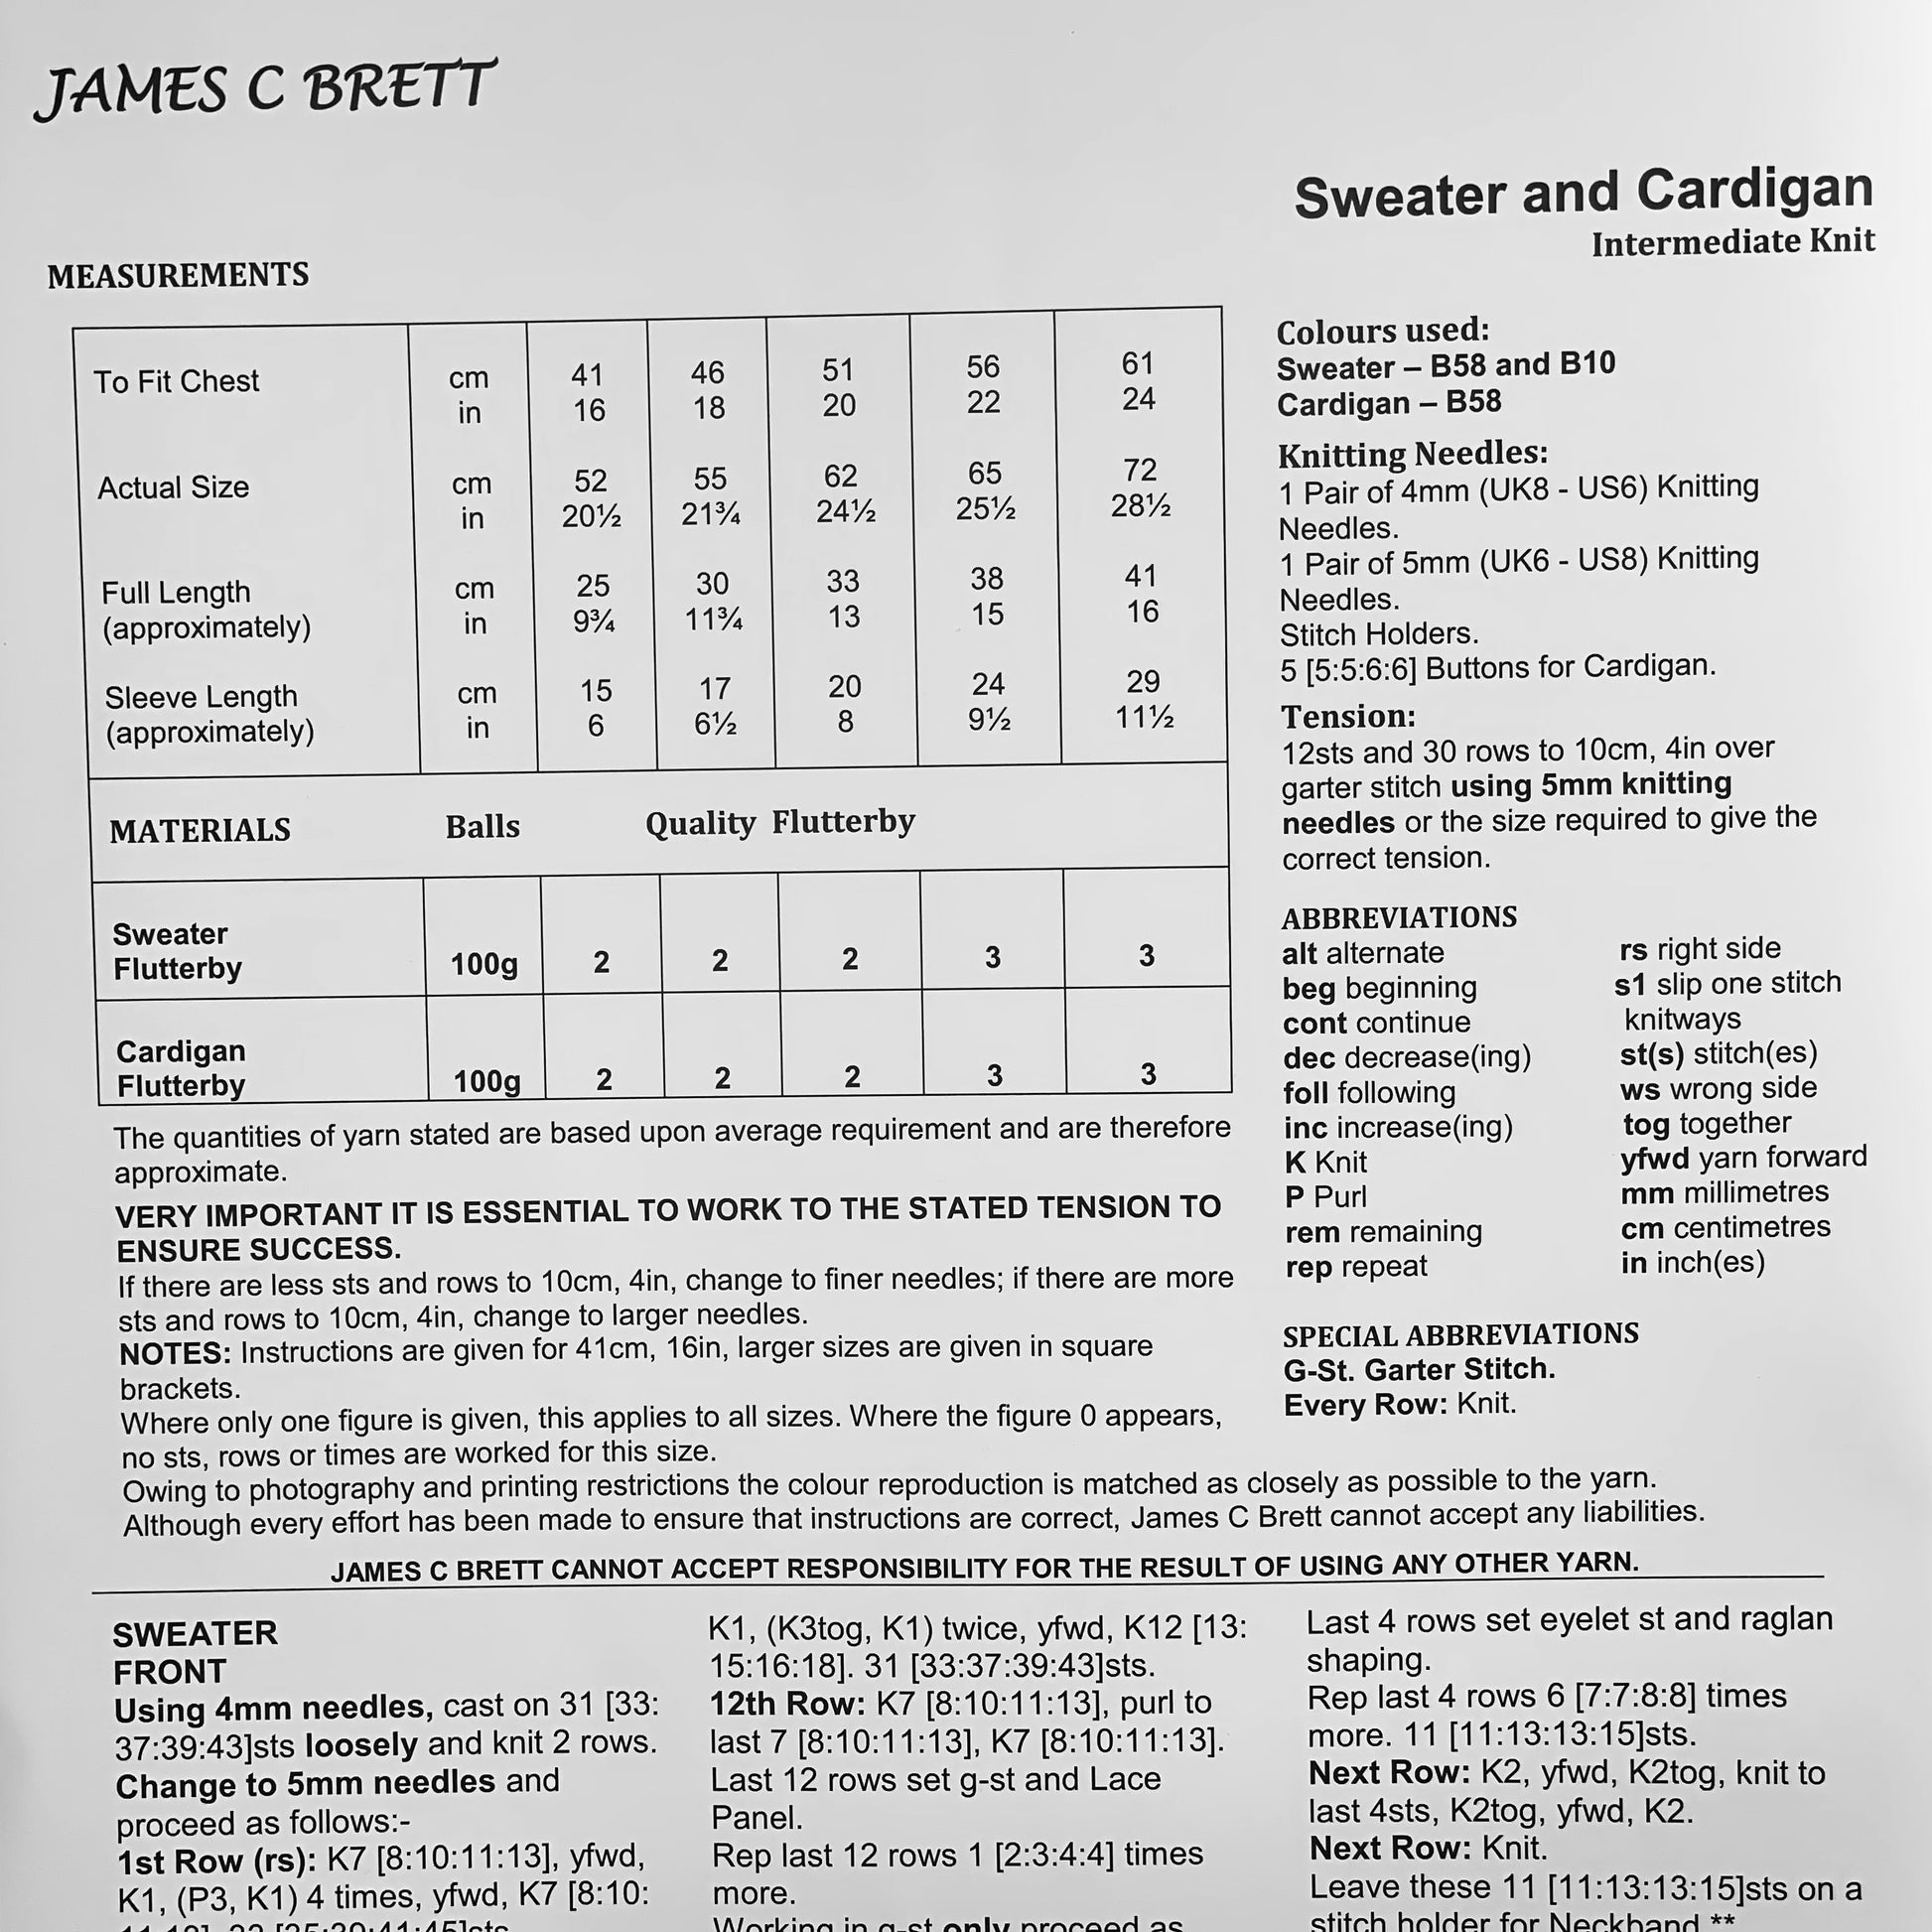 JAMES C BRETT
Sweater and Cardigan
Intermediate Knit
MEASUREMENTS
To Fit Chest cm 41 46 51 56 61
in 16 18 20 22 24
Actual Size cm 52 55 62 65 72
in 20½ 21¾ 24½ 25½ 28½
Full Length cm 25 30 33 38 41
(approximately) in 9¾ 11¾ 13 15 16
Sleeve Length cm 15 17 20 24 29
(approximately) in 6 6½ 8 9½ 11½
MATERIALS Balls Quality Flutterby
Sweater
Flutterby 100g 2 2 2 3 3
Cardigan
Flutterby 100g 2 2 2 3 3
The quantities of yarn stated are based upon average requirement and are therefore
approximate.
VERY IMPORTANT IT IS ESSENTIAL TO WORK TO THE STATED TENSION TO
ENSURE SUCCESS.
If there are less sts and rows to 10cm, 4in, change to finer needles; if there are more
sts and rows to 10cm, 4in, change to larger needles.
NOTES: Instructions are given for 41cm, 16in, larger sizes are given in square
brackets.
Where only one figure is given, this applies to all sizes. Where the figure 0 appears,
no sts, rows or times are worked for this size.
Owing to photography and printing restrictions the colour reproduction is matched as closely as possible to the yarn.
Although every effort has been made to ensure that instructions are correct, James C Brett cannot accept any liabilities.
Colours used:
Sweater – B58 and B10
Cardigan – B58
Knitting Needles:
1 Pair of 4mm (UK8 - US6) Knitting
Needles.
1 Pair of 5mm (UK6 - US8) Knitting
Needles.
Stitch Holders.
5 [5:5:6:6] Buttons for Cardigan.
Tension:
12sts and 30 rows to 10cm, 4in over
garter stitch using 5mm knitting
needles or the size required to give the
correct tension.
ABBREVIATIONS
alt alternate
beg beginning
cont continue
dec decrease(ing)
foll following
inc increase(ing)
K Knit
P Purl
rem remaining
rep repeat
rs right side
s1 slip one stitch
knitways
st(s) stitch(es)
ws wrong side
tog together
yfwd yarn forward
mm millimetres
cm centimetres
in inch(es)
SPECIAL ABBREVIATIONS
G-St. Garter Stitch.
Every Row: Knit.
JAMES C BRETT CANNOT ACCEPT RESPONSIBILITY FOR THE RESULT OF USING ANY OTHER YARN.
SWEATER
FRONT
Using 4mm needles, cast on 31 [33:
37:39:43]sts loosely and knit 2 rows.
Change to 5mm needles and
proceed as follows:-
1st Row (rs): K7 [8:10:11:13], yfwd,
K1, (P3, K1) 4 times, yfwd, K7 [8:10:
K1, (K3tog, K1) twice, yfwd, K12 [13:
15:16:18]. 31 [33:37:39:43]sts.
12th Row: K7 [8:10:11:13], purl to
last 7 [8:10:11:13], K7 [8:10:11:13].
Last 12 rows set g-st and Lace
Panel.
Rep last 12 rows 1 [2:3:4:4] times
more.
Working in g-st only proceed as
Last 4 rows set eyelet st and raglan
shaping.
Rep last 4 rows 6 [7:7:8:8] times
more. 11 [11:13:13:15]sts.
Next Row: K2, yfwd, K2tog, knit to
last 4sts, K2tog, yfwd, K2.
Next Row: Knit.
Leave these 11 [11:13:13:15]sts on a
stitch holder for Neckband.**